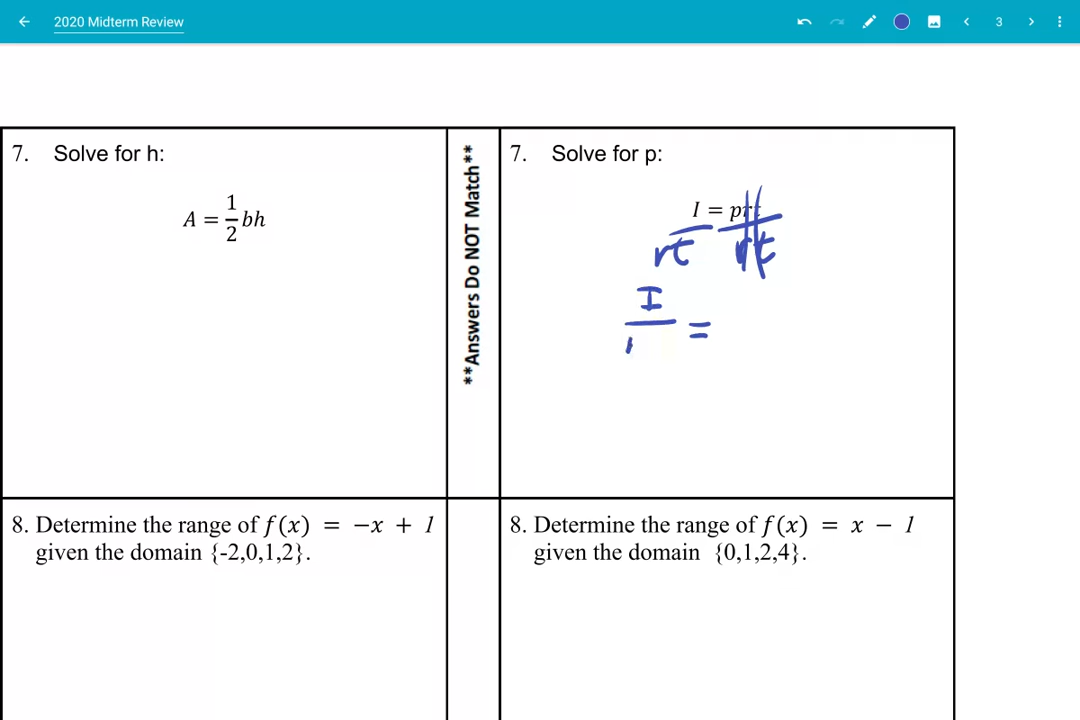 2020 Midterm Review
3
7. Solve for h:
A = 1/2 bh
**Answers Do NOT Match**
7. Solve for p:
I = prt
rt rt
I
=
8. Determine the range of f(x) = −x + 1
given the domain {-2,0,1,2}.
8. Determine the range of f(x) = x − 1
given the domain {0,1,2,4}.